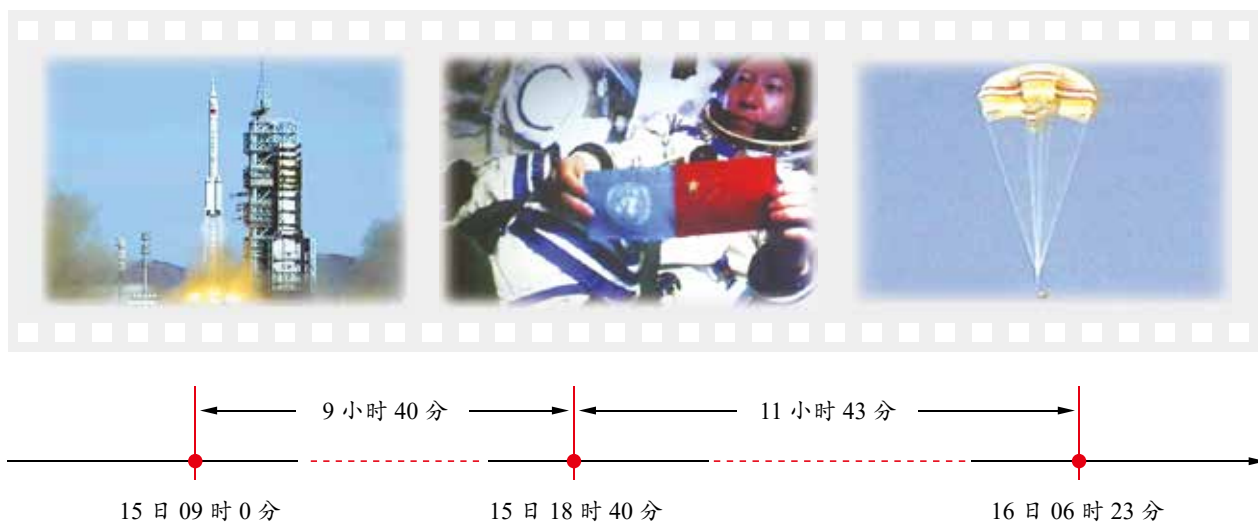 9 小时 40 分
11 小时 43 分
15 日 09 时 0 分
15 日 18 时 40 分
16 日 06 时 23 分